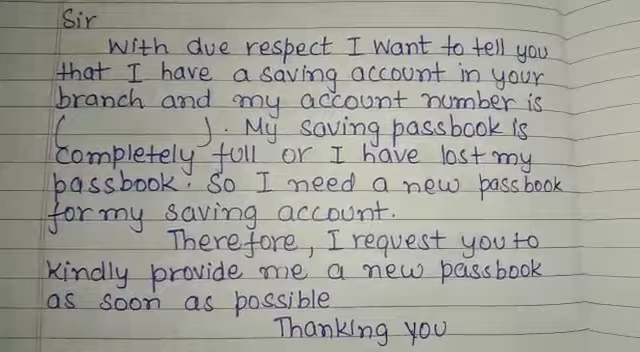 Sir
With due respect I want to tell you
that I have a saving account in your
branch and my account number is
(            ). My saving passbook is
completely full or I have lost my
passbook. So I need a new passbook
for my saving account.
Therefore, I request you to
kindly provide me a new passbook
as soon as possible
Thanking you